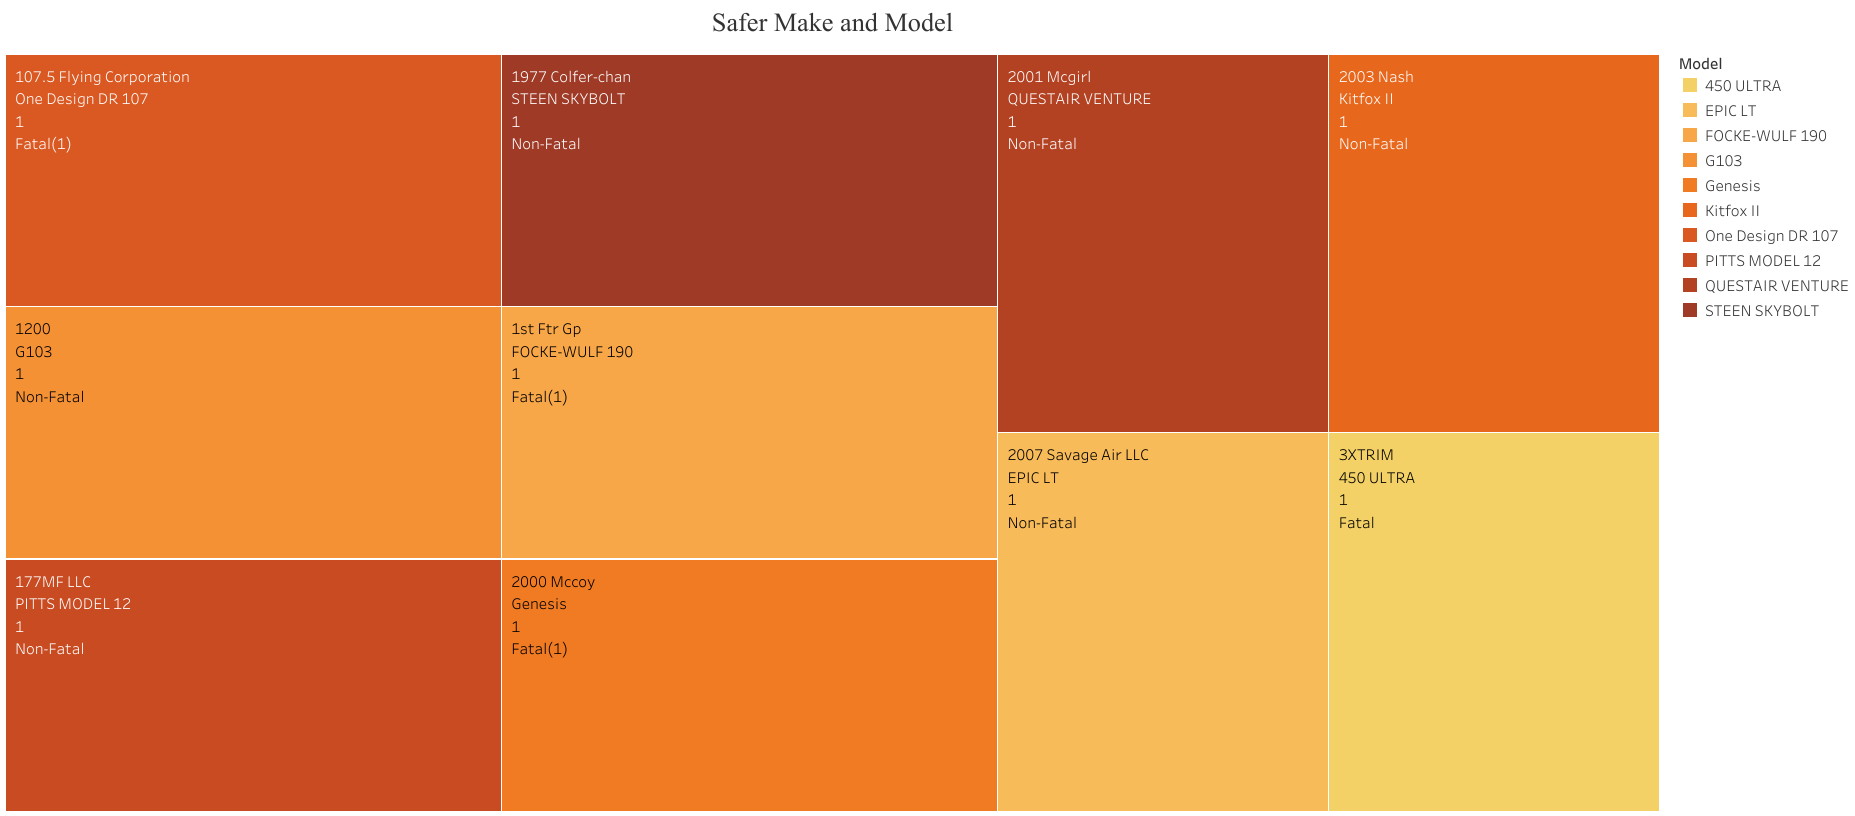 Safer Make and Model
107.5 Flying Corporation
One Design DR 107
1
Fatal(1)
1977 Colfer-chan
STEEN SKYBOLT
1
Non-Fatal
2001 Mcgirl
QUESTAIR VENTURE
1
Non-Fatal
2003 Nash
Kitfox II
1
Non-Fatal
1200
G103
1
Non-Fatal
1st Ftr Gp
FOCKE-WULF 190
1
Fatal(1)
2007 Savage Air LLC
EPIC LT
1
Non-Fatal
3XTRIM
450 ULTRA
1
Fatal
177MF LLC
PITTS MODEL 12
1
Non-Fatal
2000 Mccoy
Genesis
1
Fatal(1)
Model
450 ULTRA
EPIC LT
FOCKE-WULF 190
G103
Genesis
Kitfox II
One Design DR 107
PITTS MODEL 12
QUESTAIR VENTURE
STEEN SKYBOLT